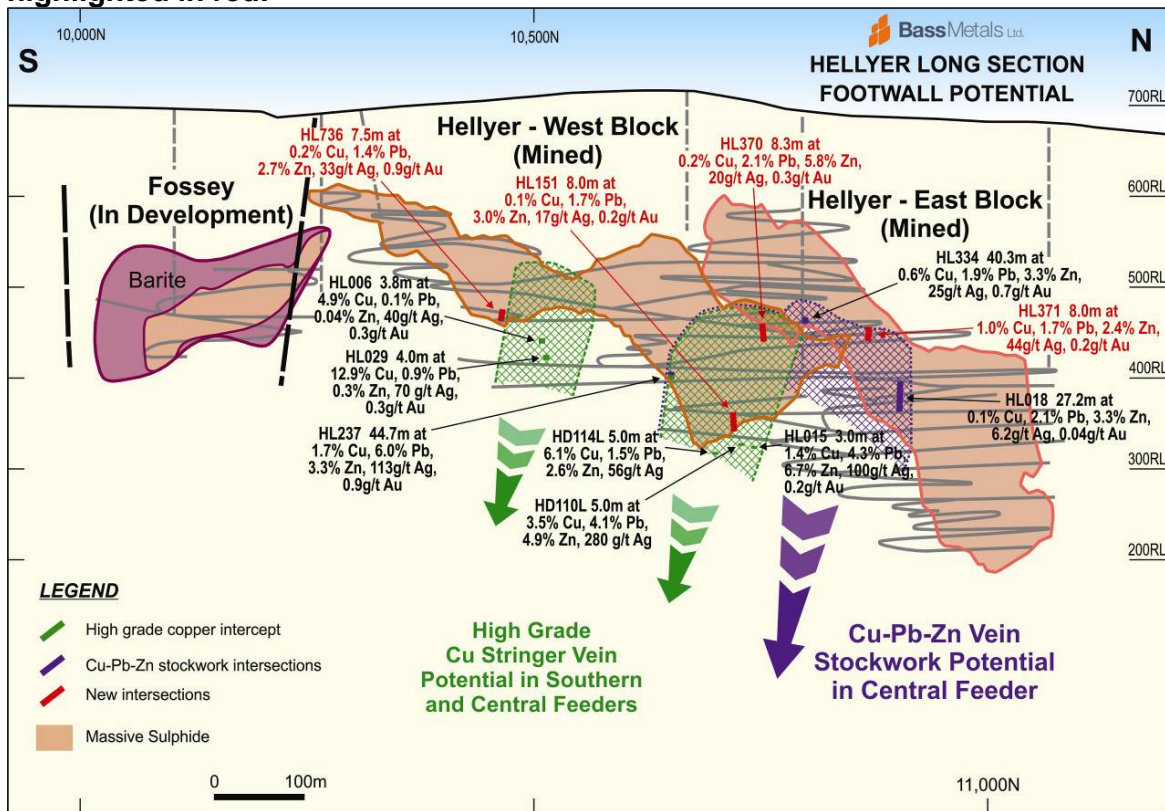 highlighted in red.
10,000N
10,500N
BassMetals Ltd.
S
N
HELLYER LONG SECTION
FOOTWALL POTENTIAL
700RL
HL736 7.5m at
0.2% Cu, 1.4% Pb,
2.7% Zn, 33g/t Ag, 0.9g/t Au
Hellyer - West Block
(Mined)
HL370 8.3m at
0.2% Cu, 2.1% Pb, 5.8% Zn,
20g/t Ag, 0.3g/t Au
HL151 8.0m at
0.1% Cu, 1.7% Pb,
3.0% Zn, 17g/t Ag, 0.2g/t Au
600RL
Fossey
(In Development)
Hellyer - East Block
(Mined)
HL334 40.3m at
0.6% Cu, 1.9% Pb, 3.3% Zn,
25g/t Ag, 0.7g/t Au
Barite
500RL
HL006 3.8m at
4.9% Cu, 0.1% Pb,
0.04% Zn, 40g/t Ag,
0.3g/t Au
HL371 8.0m at
1.0% Cu, 1.7% Pb, 2.4% Zn,
44g/t Ag, 0.2g/t Au
HL029 4.0m at
12.9% Cu, 0.9% Pb,
0.3% Zn, 70 g/t Ag,
0.3g/t Au
400RL
HL018 27.2m at
0.1% Cu, 2.1% Pb, 3.3% Zn,
6.2g/t Ag, 0.04g/t Au
HL237 44.7m at
1.7% Cu, 6.0% Pb,
3.3% Zn, 113g/t Ag,
0.9g/t Au
HD114L 5.0m at
6.1% Cu, 1.5% Pb,
2.6% Zn, 56g/t Ag
HL015 3.0m at
1.4% Cu, 4.3% Pb,
6.7% Zn, 100g/t Ag,
0.2g/t Au
300RL
HD110L 5.0m at
3.5% Cu, 4.1% Pb,
4.9% Zn, 280 g/t Ag
200RL
LEGEND
High grade copper intercept
Cu-Pb-Zn stockwork intersections
New intersections
Massive Sulphide
High Grade
Cu Stringer Vein
Potential in Southern
and Central Feeders
Cu-Pb-Zn Vein
Stockwork Potential
in Central Feeder
0 100m
11,000N